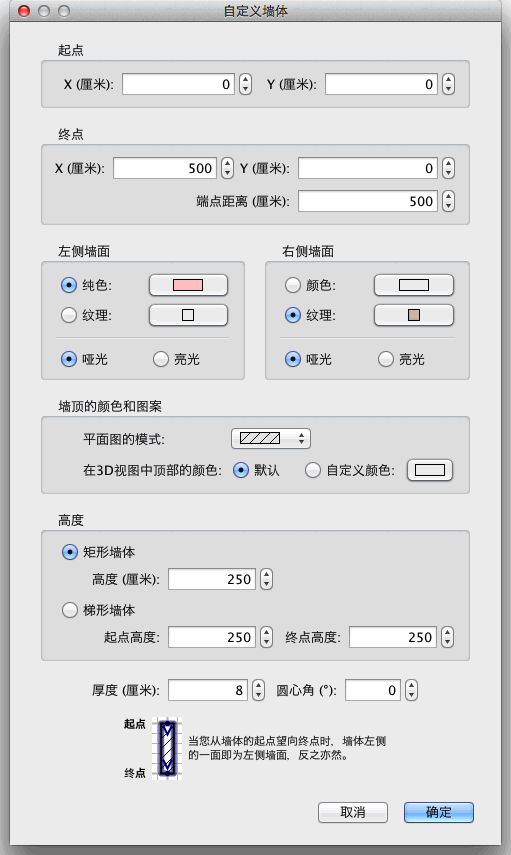 自定义墙体
起点
X (厘米): 0 Y (厘米): 0
终点
X (厘米): 500 Y (厘米): 0
端点距离 (厘米): 500
左侧墙面 右侧墙面
纯色: 颜色:
纹理: 纹理:
哑光 亮光 哑光 亮光
墙顶的颜色和图案
平面图的模式:
在3D视图中顶部的颜色: 默认 自定义颜色:
高度
矩形墙体
高度 (厘米): 250
梯形墙体
起点高度: 250 终点高度: 250
厚度 (厘米): 8 圆心角 (°): 0
起点
当您从墙体的起点望向终点时，墙体左侧
的一面即为左侧墙面，反之亦然。
终点
取消 确定